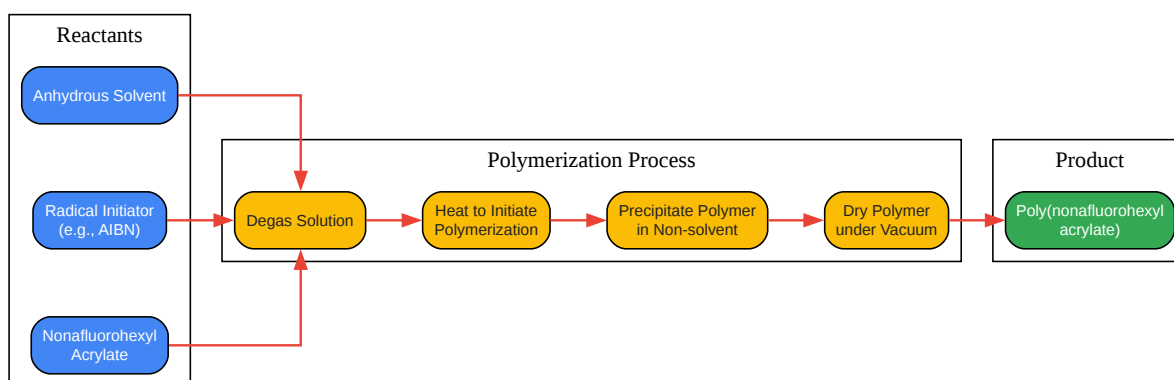 Reactants
Anhydrous Solvent
Radical Initiator
(e.g., AIBN)
Nonafluorohexyl
Acrylate
Polymerization Process
Degas Solution
Heat to Initiate
Polymerization
Precipitate Polymer
in Non-solvent
Dry Polymer
under Vacuum
Product
Poly(nonafluorohexyl
acrylate)